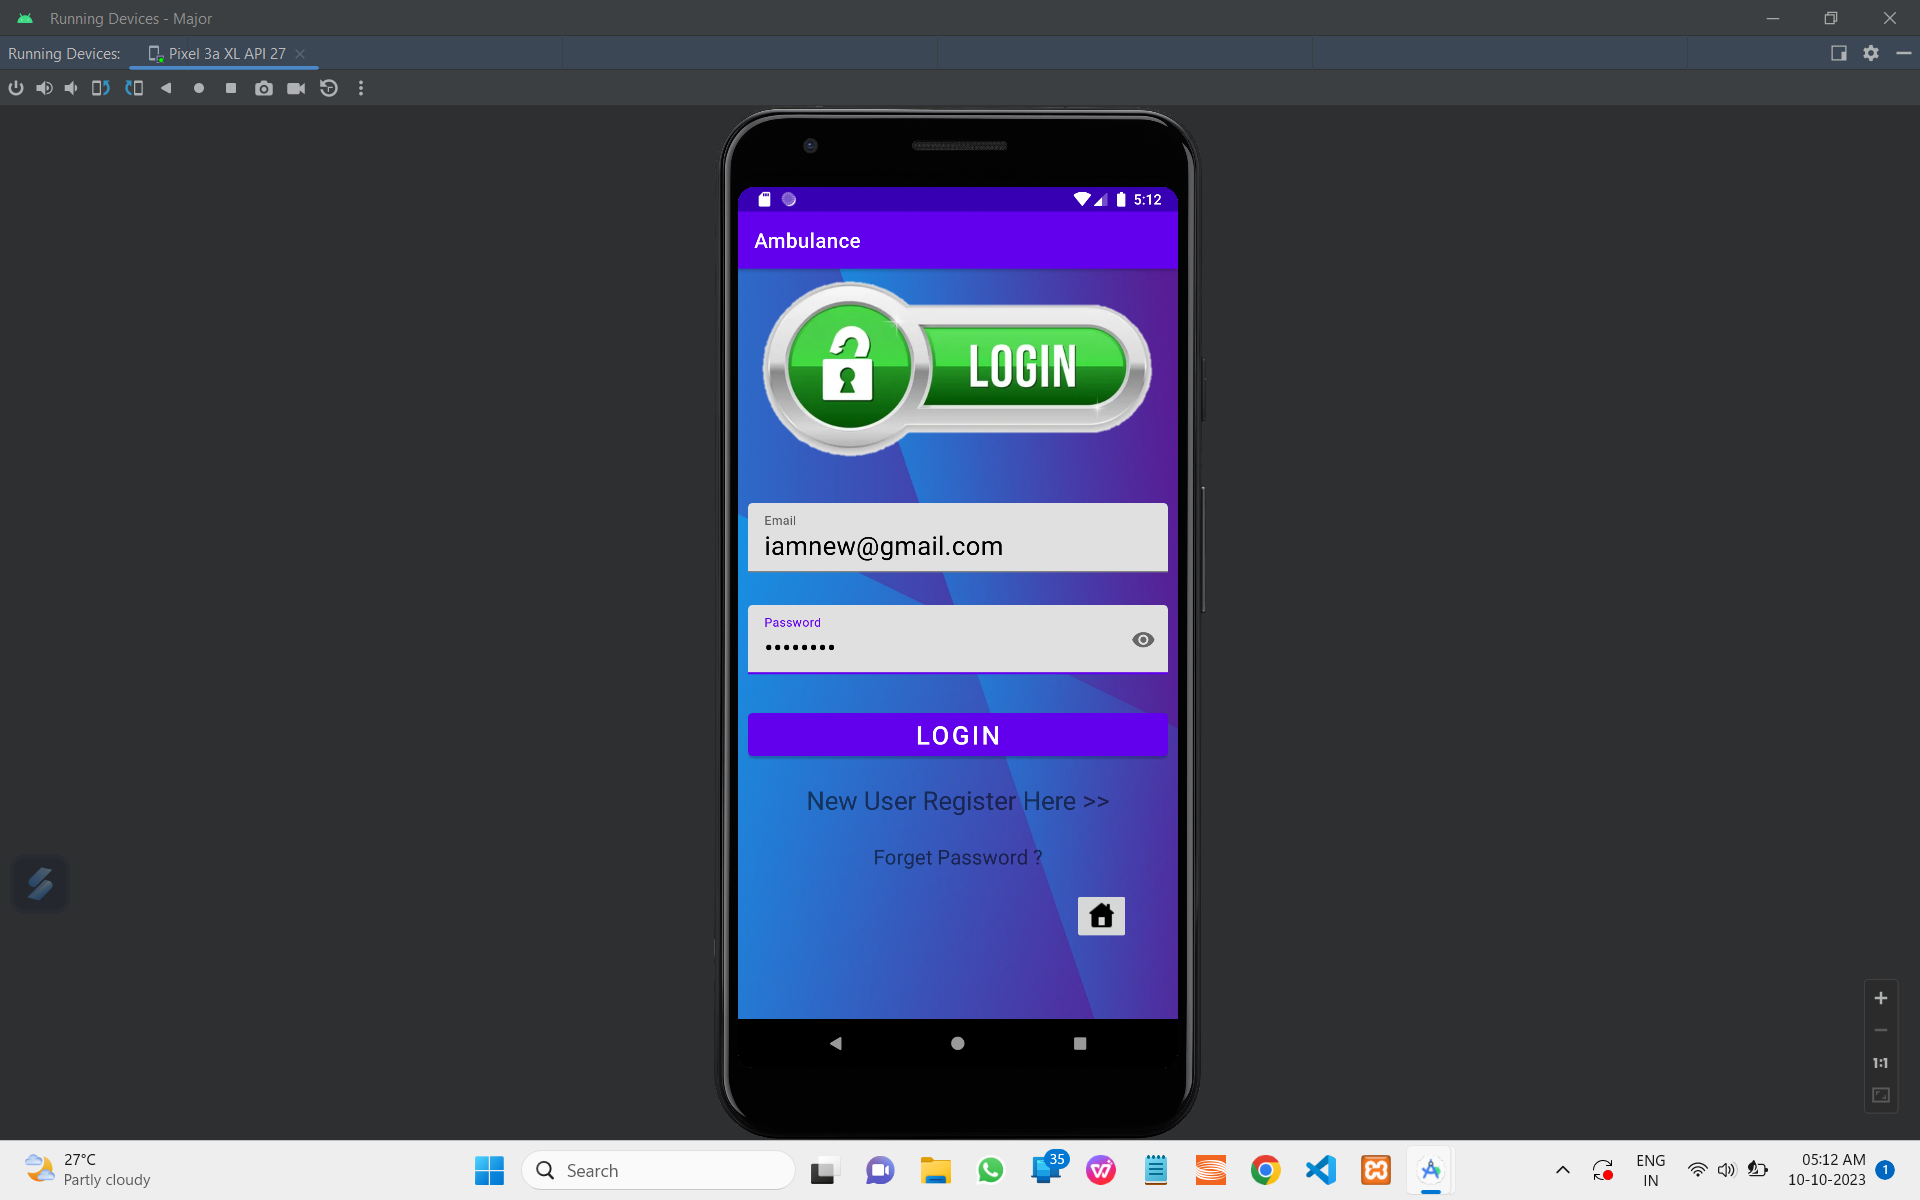 Running Devices - Major
Running Devices: Pixel 3a XL API 27
5:12
Ambulance
LOGIN
Email
iamnew@gmail.com
Password
••••••••
LOGIN
New User Register Here >>
Forget Password ?
1:1
27°C
Partly cloudy
Search
35
ENG
IN
05:12 AM
10-10-2023
1